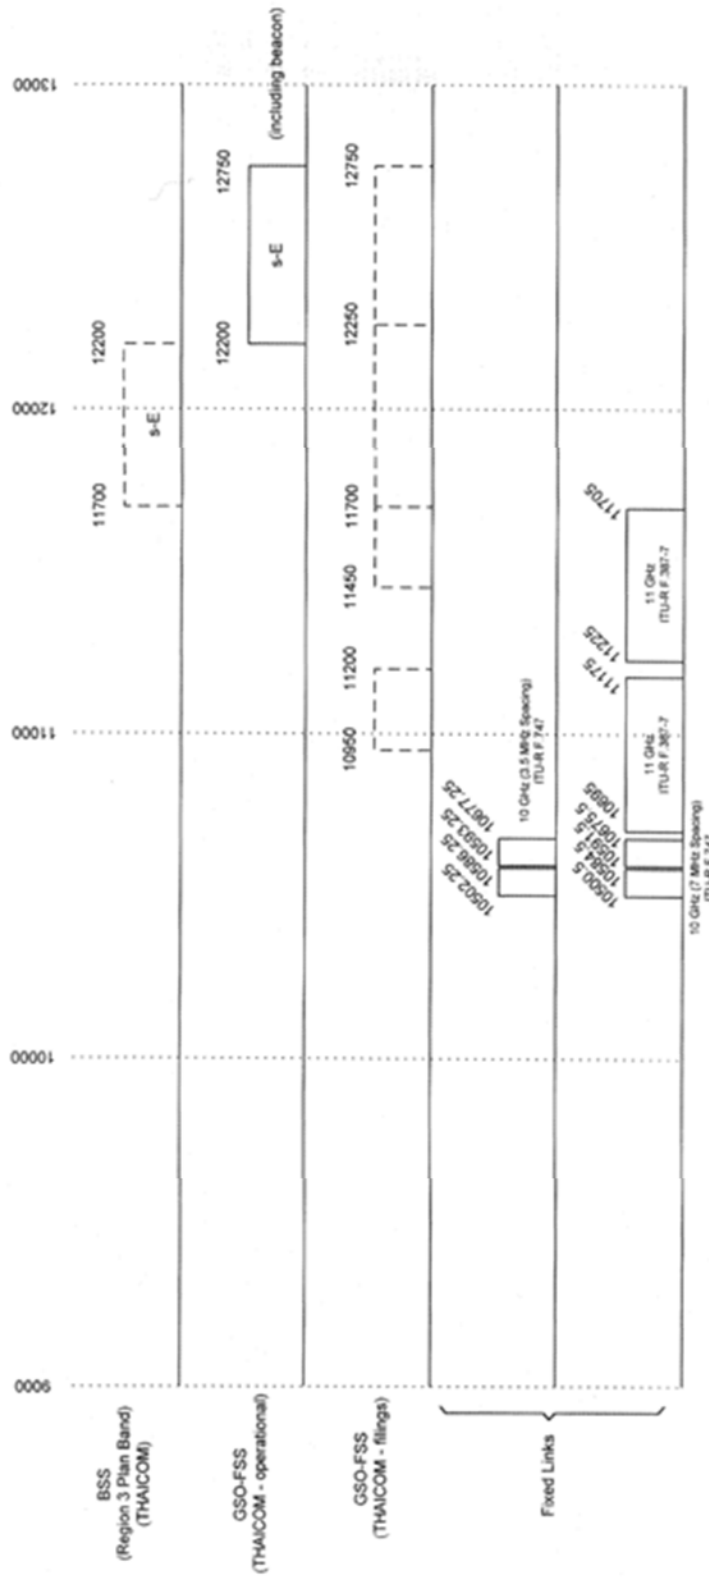 9000
10000
11000
12000
13000
BSS
(Region 3 Plan Band)
(THAICOM)
11700
12200
s-E
GSO-FSS
(THAICOM - operational)
12200
12750
s-E
(including beacon)
GSO-FSS
(THAICOM - filings)
10950
11200
11450
11700
12250
12750
Fixed Links
10502.25
10586.25
10593.25
10677.25
10 GHz (3.5 MHz Spacing)
ITU-R F.747
10500.5
10584.5
10591.5
10675.5
10695
11175
11225
11705
11 GHz
ITU-R F.387-7
11 GHz
ITU-R F.387-7
10 GHz (7 MHz Spacing)
ITU-R F.747